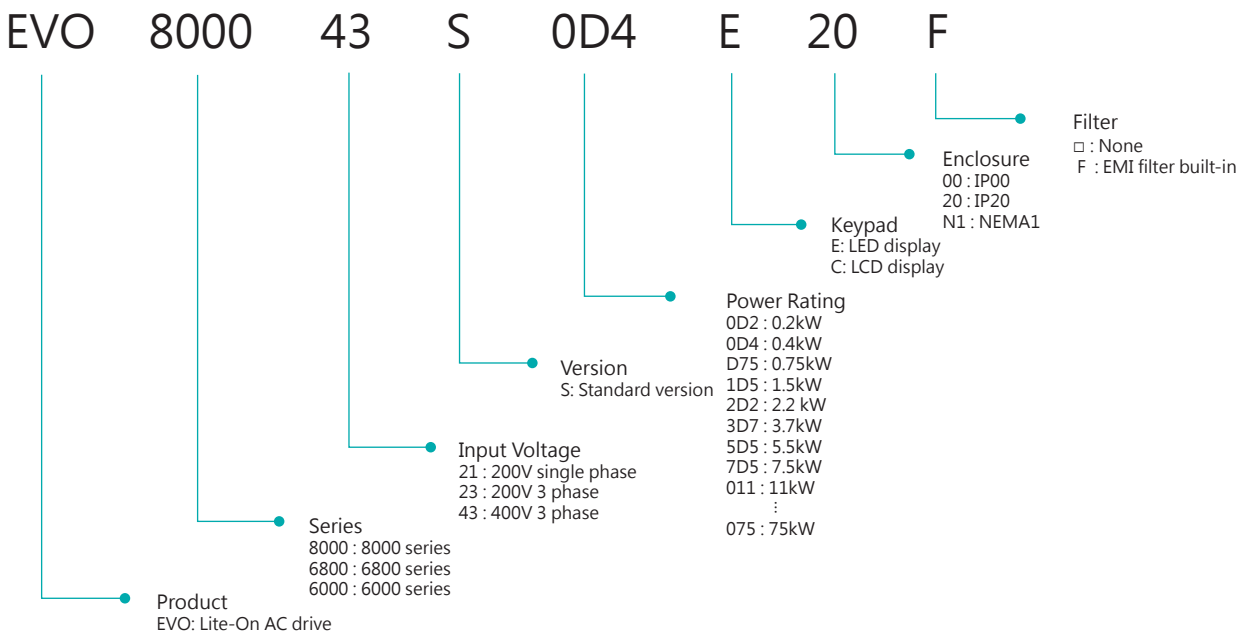 EVO 8000 43 S 0D4 E 20 F
Filter
□ : None
F : EMI filter built-in
Enclosure
00 : IP00
20 : IP20
N1 : NEMA1
Keypad
E: LED display
C: LCD display
Power Rating
0D2 : 0.2kW
0D4 : 0.4kW
D75 : 0.75kW
1D5 : 1.5kW
2D2 : 2.2 kW
3D7 : 3.7kW
5D5 : 5.5kW
7D5 : 7.5kW
011 : 11kW
⋮
075 : 75kW
Version
S: Standard version
Input Voltage
21 : 200V single phase
23 : 200V 3 phase
43 : 400V 3 phase
Series
8000 : 8000 series
6800 : 6800 series
6000 : 6000 series
Product
EVO: Lite-On AC drive